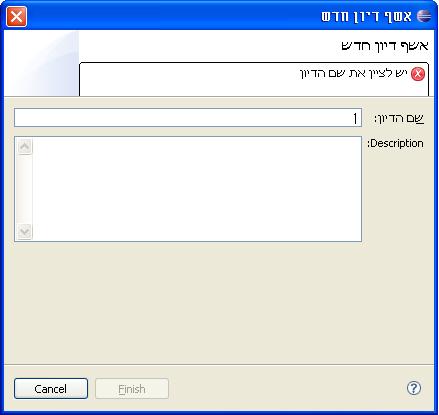 אשף דיון חדש
אשף דיון חדש
יש לציין את שם הדיון
שם הדיון:
1
Description:
?
Finish
Cancel